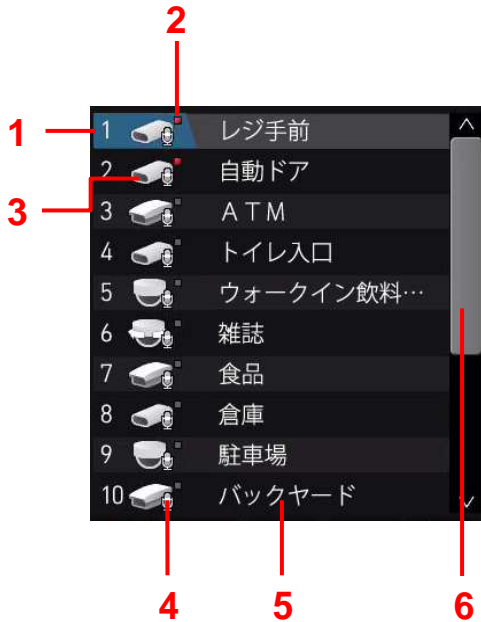 2
1
1 レジ手前
2 自動ドア
3
3 ＡＴＭ
4 トイレ入口
5 ウォークイン飲料…
6 雑誌
7 食品
8 倉庫
9 駐車場
10 バックヤード
4 5 6